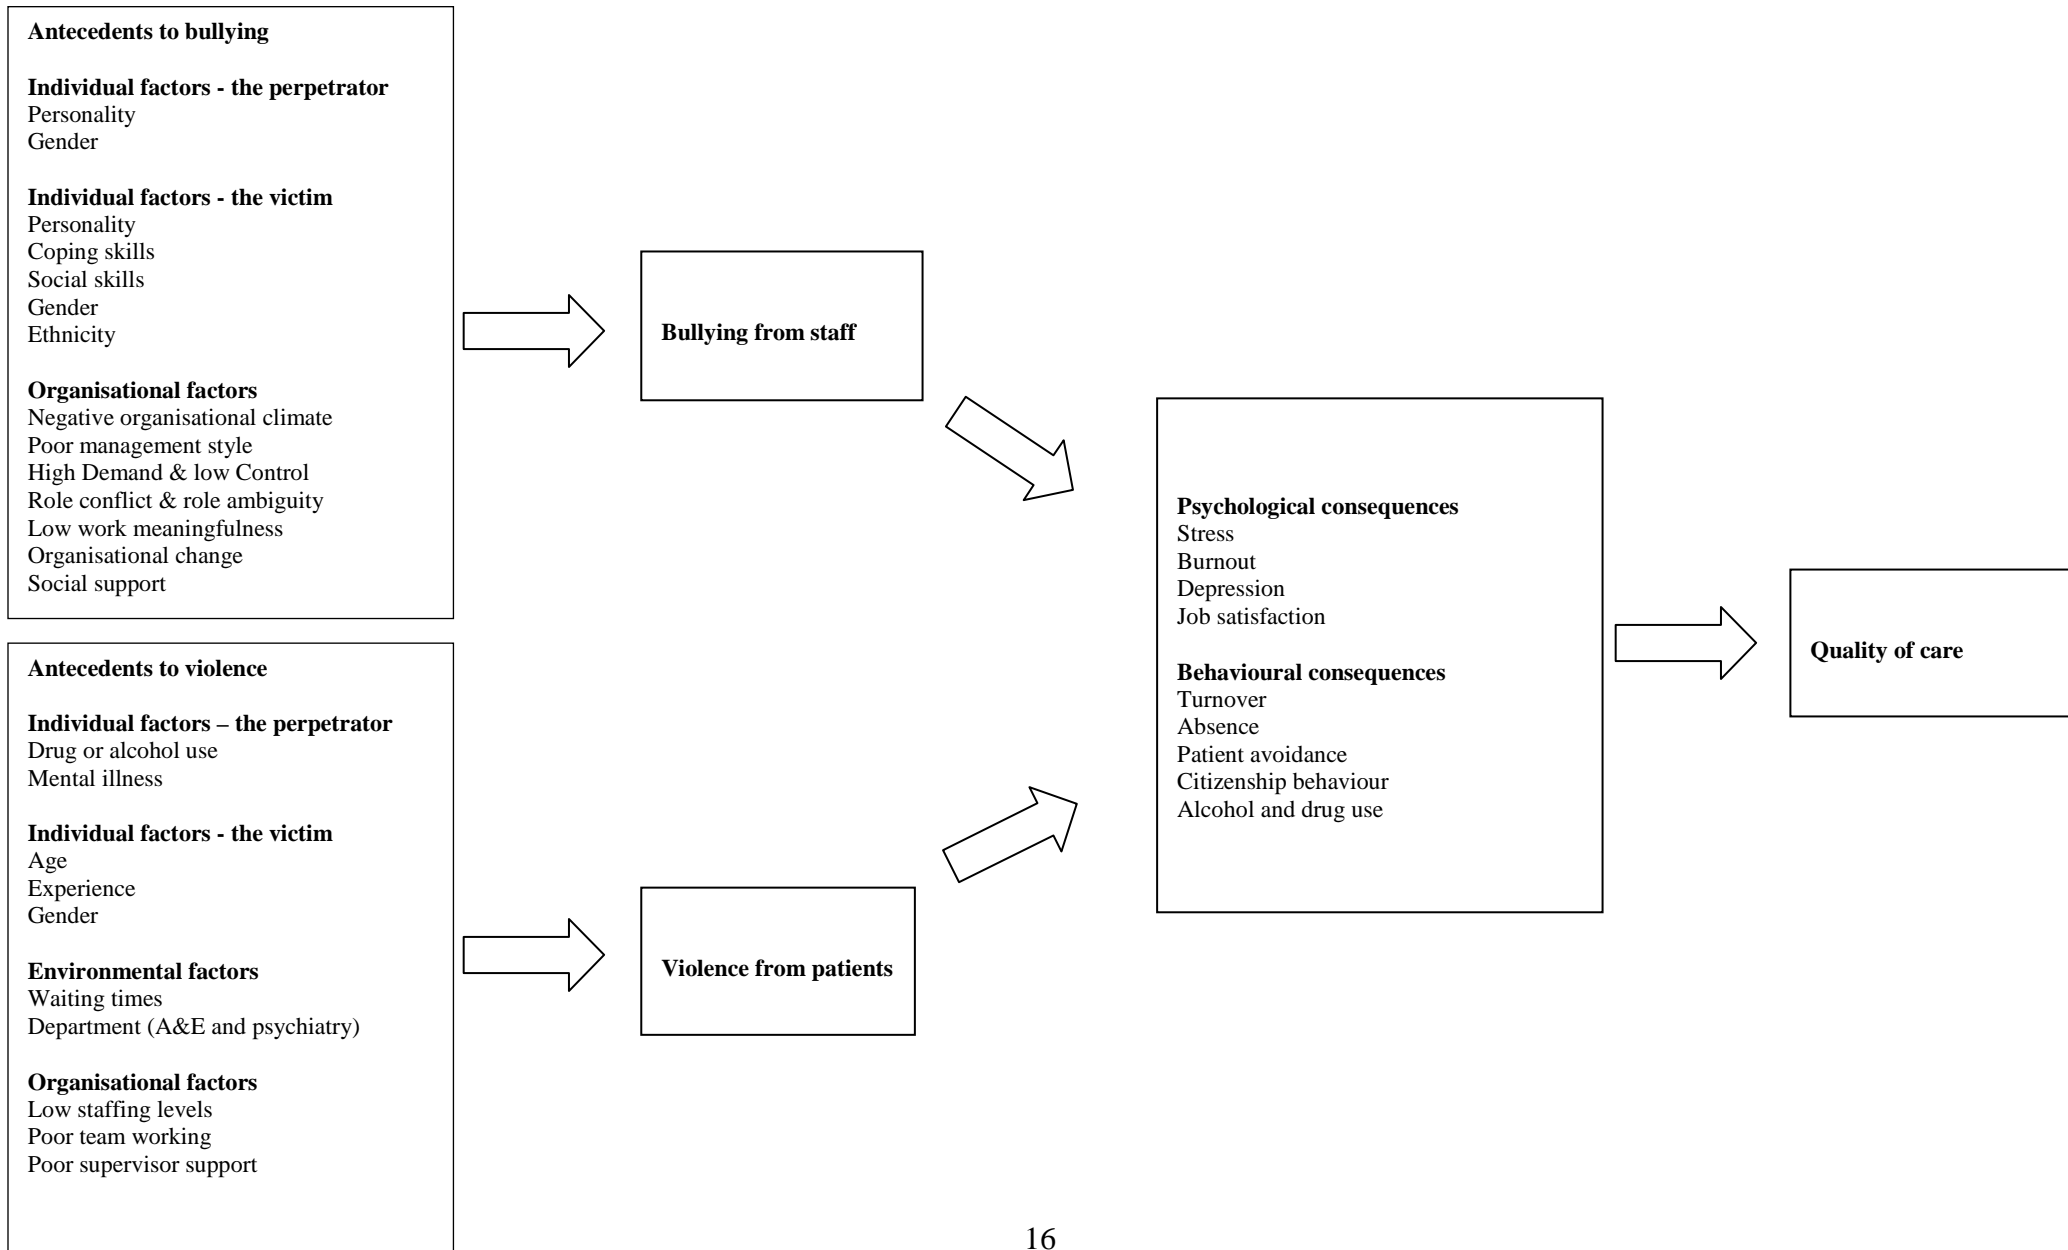 Antecedents to bullying
Individual factors - the perpetrator
Personality
Gender
Individual factors - the victim
Personality
Coping skills
Social skills
Gender
Ethnicity
Organisational factors
Negative organisational climate
Poor management style
High Demand & low Control
Role conflict & role ambiguity
Low work meaningfulness
Organisational change
Social support
Antecedents to violence
Individual factors – the perpetrator
Drug or alcohol use
Mental illness
Individual factors - the victim
Age
Experience
Gender
Environmental factors
Waiting times
Department (A&E and psychiatry)
Organisational factors
Low staffing levels
Poor team working
Poor supervisor support
Bullying from staff
Violence from patients
Psychological consequences
Stress
Burnout
Depression
Job satisfaction
Behavioural consequences
Turnover
Absence
Patient avoidance
Citizenship behaviour
Alcohol and drug use
Quality of care
16